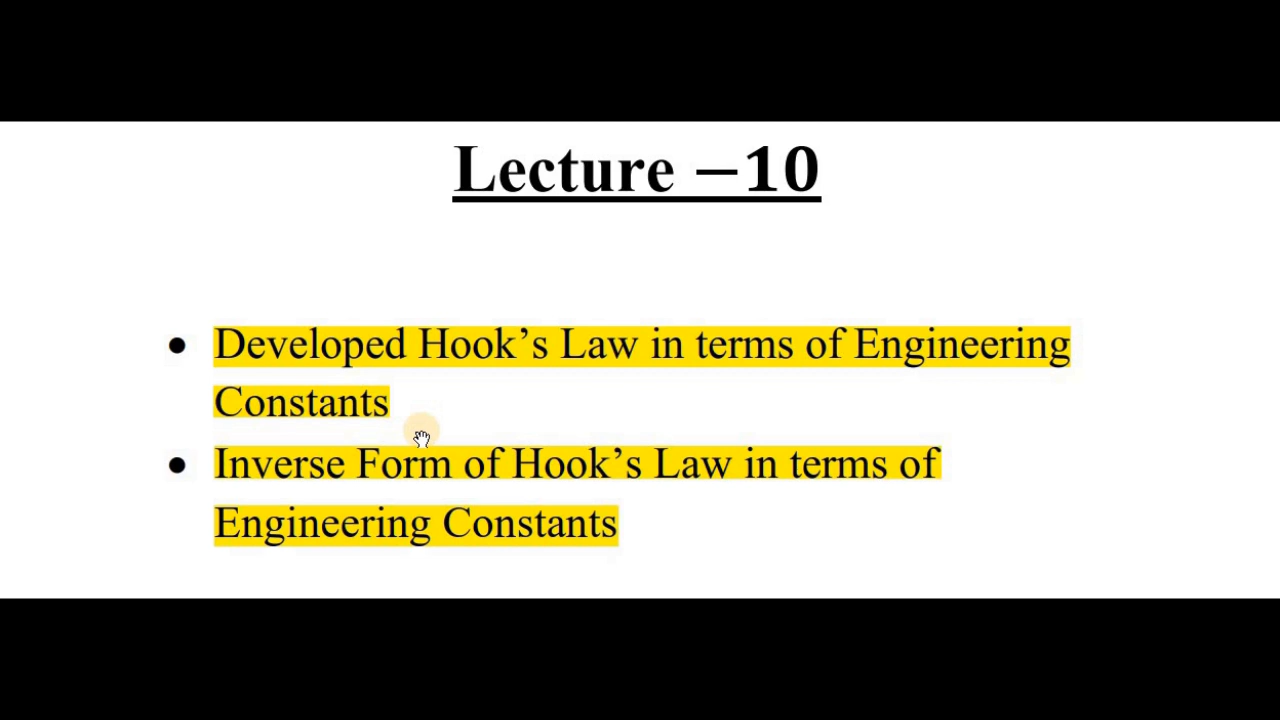 Lecture −10
• Developed Hook’s Law in terms of Engineering
Constants
• Inverse Form of Hook’s Law in terms of
Engineering Constants